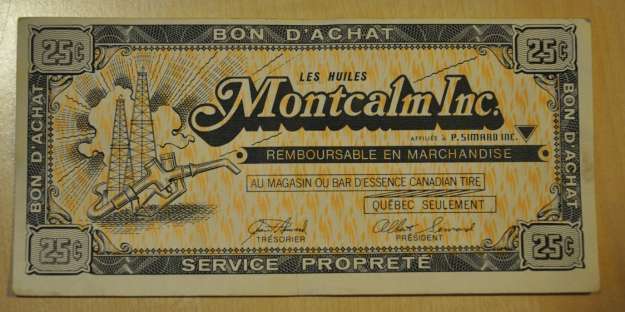 BON D'ACHAT
25¢
25¢
LES HUILES
Montcalm Inc.
AFFILIÉE À P. SIMARD INC.
REMBOURSABLE EN MARCHANDISE
AU MAGASIN OU BAR D'ESSENCE CANADIAN TIRE
QUÉBEC SEULEMENT
TRÉSORIER
PRÉSIDENT
BON D'ACHAT
BON D'ACHAT
25¢
25¢
SERVICE PROPRETÉ